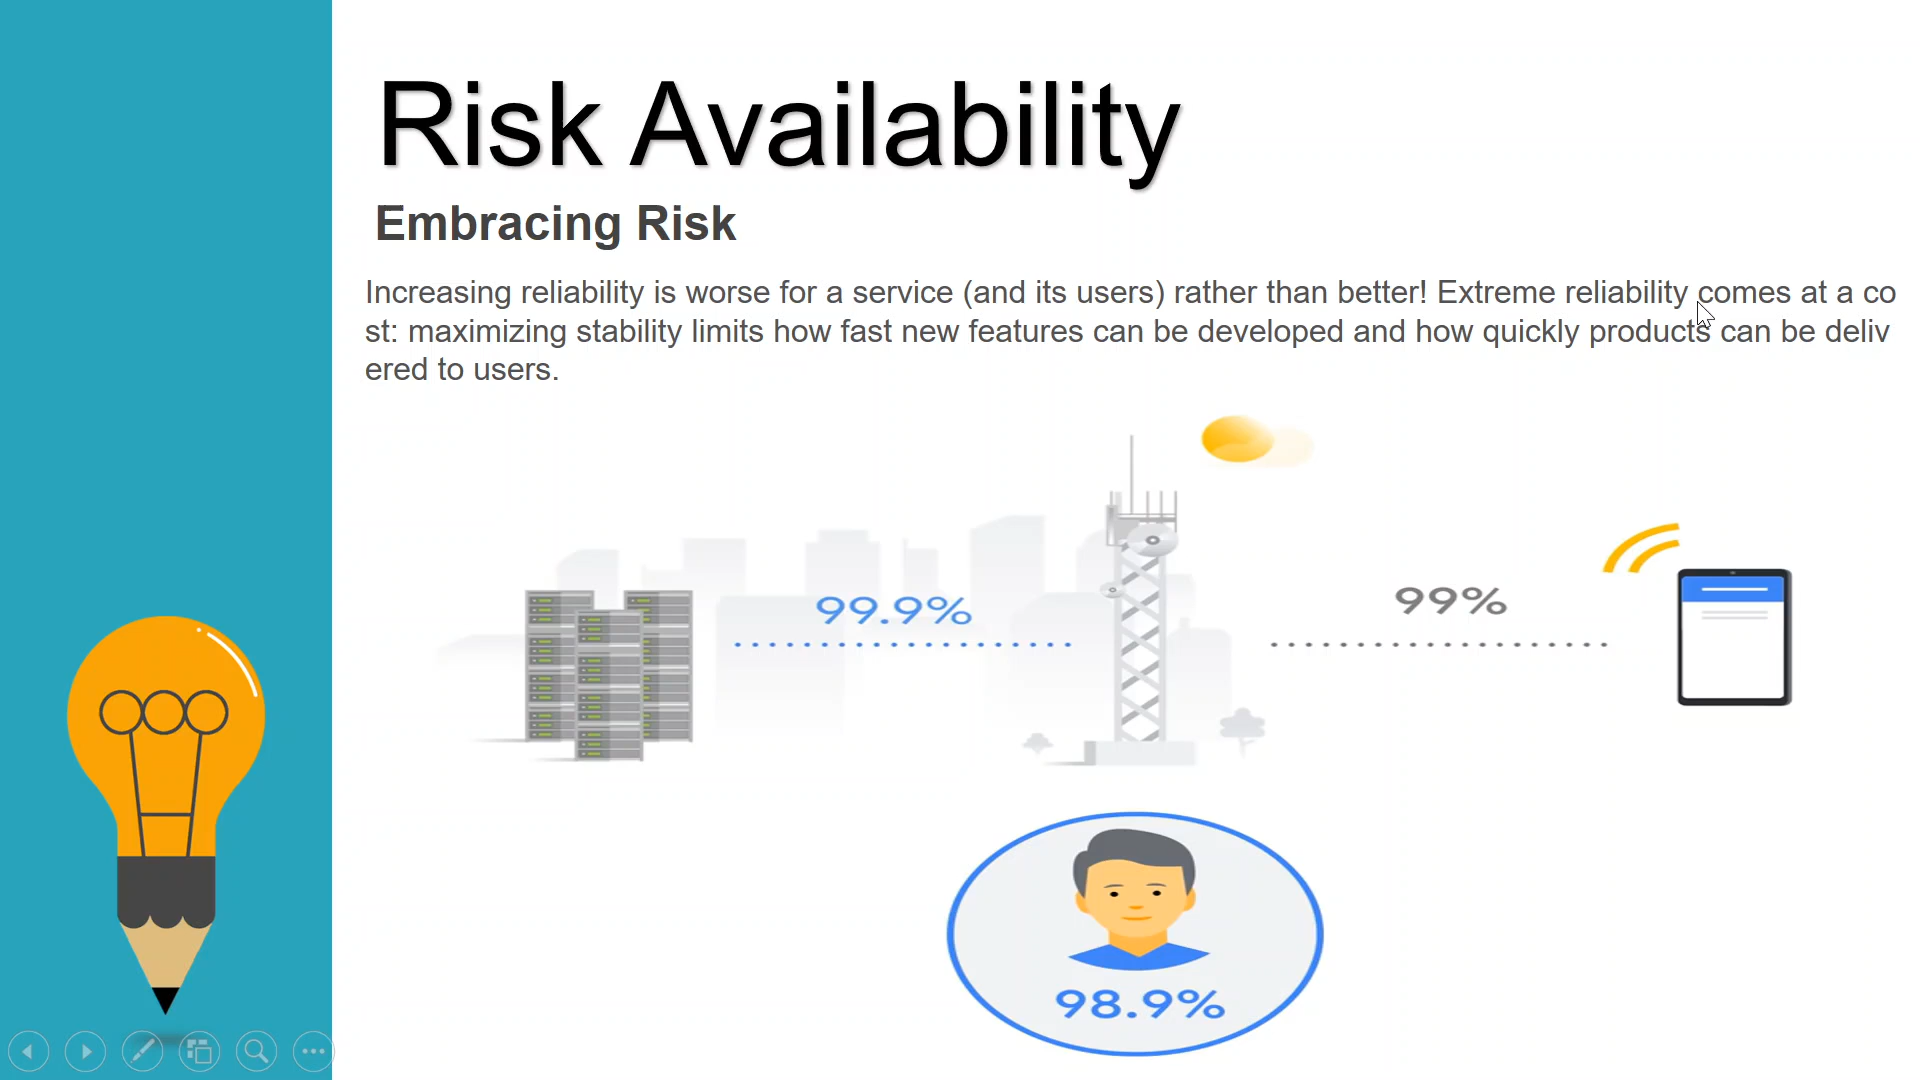 Risk Availability
Embracing Risk
Increasing reliability is worse for a service (and its users) rather than better! Extreme reliability comes at a co
st: maximizing stability limits how fast new features can be developed and how quickly products can be deliv
ered to users.
99.9%
99%
98.9%